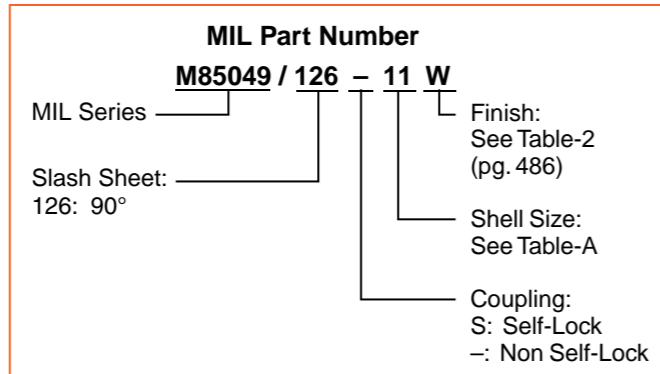 MIL Part Number
M85049 / 126 – 11 W
MIL Series
Slash Sheet:
126: 90°
Finish:
See Table-2
(pg. 486)
Shell Size:
See Table-A
Coupling:
S: Self-Lock
–: Non Self-Lock